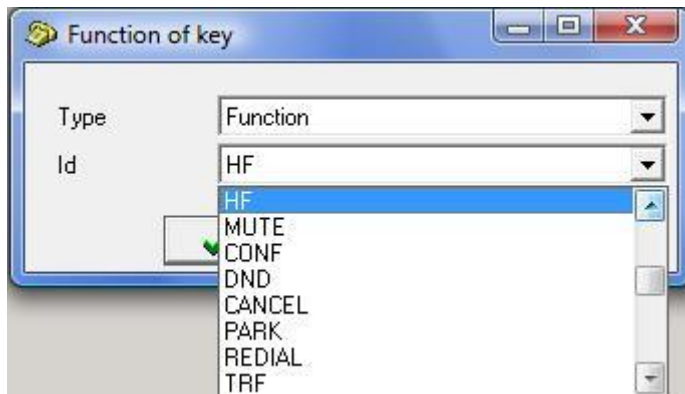 Function of key
Type Function
Id HF
HF
MUTE
CONF
DND
CANCEL
PARK
REDIAL
TRF